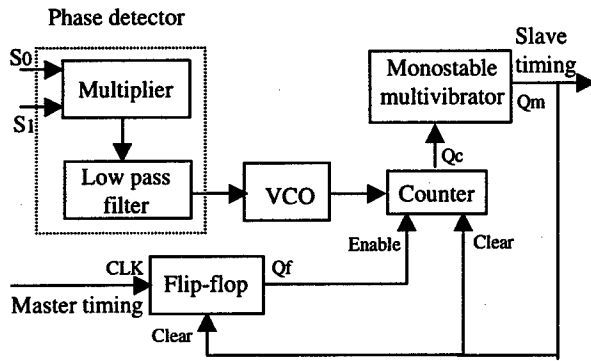 Phase detector
S0
S1
Multiplier
Low pass
filter
VCO
Counter
Monostable
multivibrator
Slave
timing
Qm
Qc
Enable
Clear
CLK
Master timing
Flip-flop
Qf
Clear